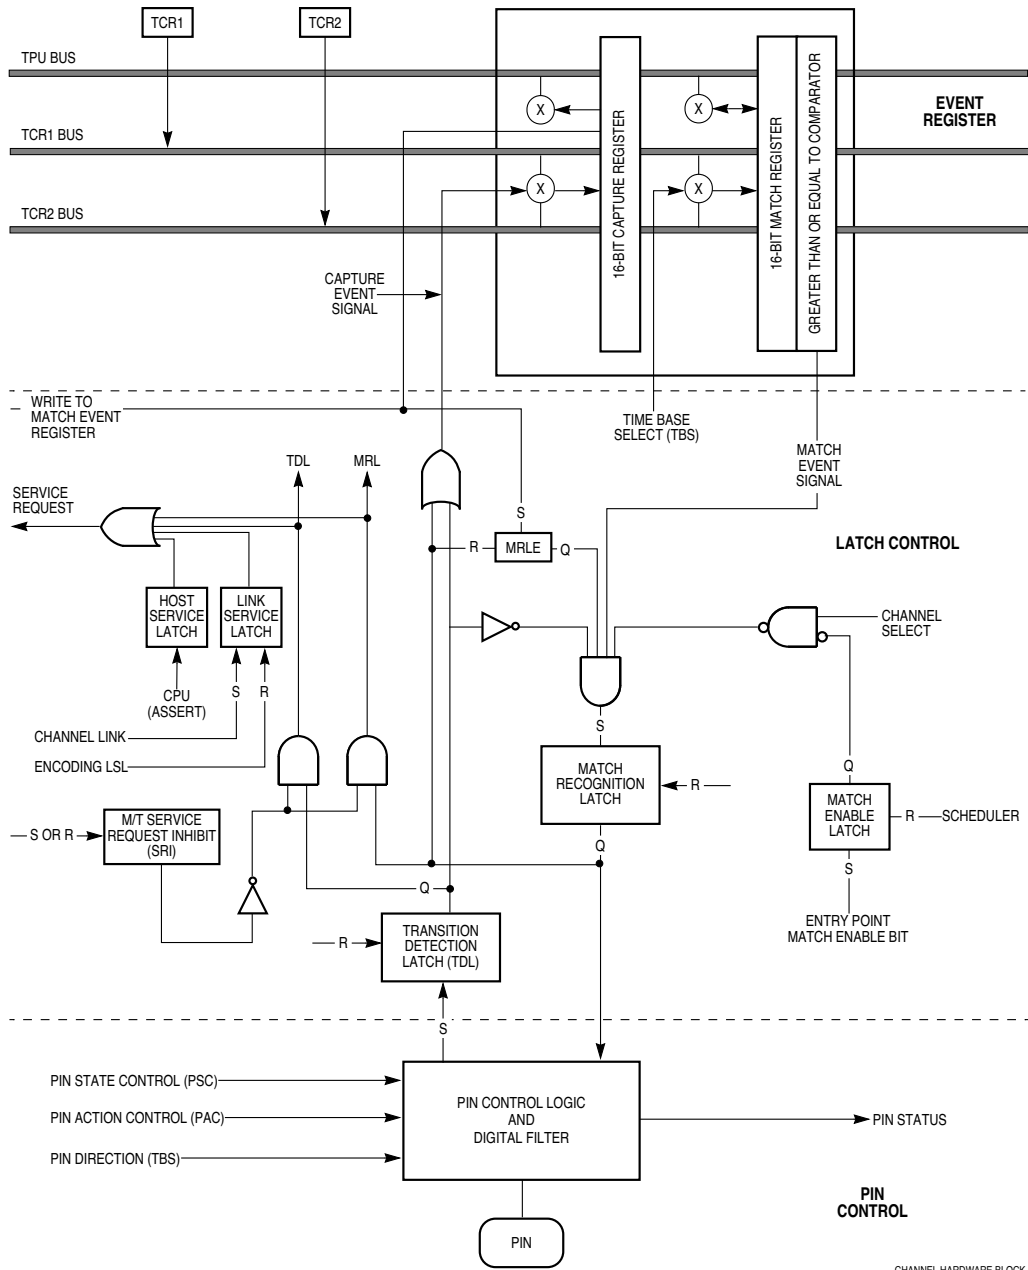 TCR1
TCR2
TPU BUS
X
X
EVENT
REGISTER
TCR1 BUS
X
X
TCR2 BUS
16-BIT CAPTURE REGISTER
16-BIT MATCH REGISTER
GREATER THAN OR EQUAL TO COMPARATOR
CAPTURE
EVENT
SIGNAL
WRITE TO
MATCH EVENT
REGISTER
TIME BASE
SELECT (TBS)
MATCH
EVENT
SIGNAL
TDL
MRL
SERVICE
REQUEST
S
R
MRLE
Q
LATCH CONTROL
HOST
SERVICE
LATCH
LINK
SERVICE
LATCH
CHANNEL
SELECT
CPU
(ASSERT)
S
R
S
CHANNEL LINK
ENCODING LSL
MATCH
RECOGNITION
LATCH
R
Q
MATCH
ENABLE
LATCH
R
SCHEDULER
S OR R
M/T SERVICE
REQUEST INHIBIT
(SRI)
Q
S
Q
ENTRY POINT
MATCH ENABLE BIT
R
TRANSITION
DETECTION
LATCH (TDL)
S
PIN STATE CONTROL (PSC)
PIN ACTION CONTROL (PAC)
PIN DIRECTION (TBS)
PIN CONTROL LOGIC
AND
DIGITAL FILTER
PIN STATUS
PIN
CONTROL
PIN
CHANNEL HARDWARE BLOCK